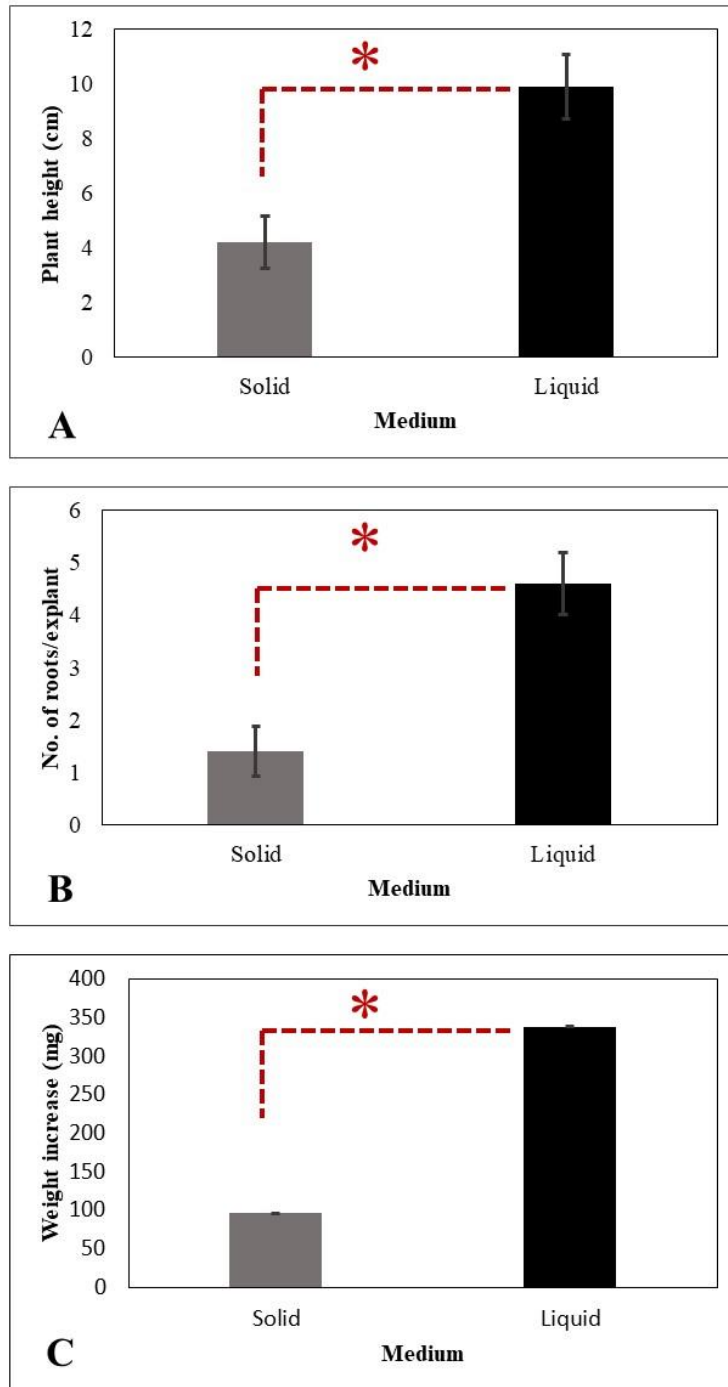 12
10
8
6
4
2
0
Plant height (cm)
*
Solid Liquid
Medium
A
6
5
4
3
2
1
0
No. of roots/explant
*
Solid Liquid
Medium
B
400
350
300
250
200
150
100
50
0
Weight increase (mg)
*
Solid Liquid
Medium
C